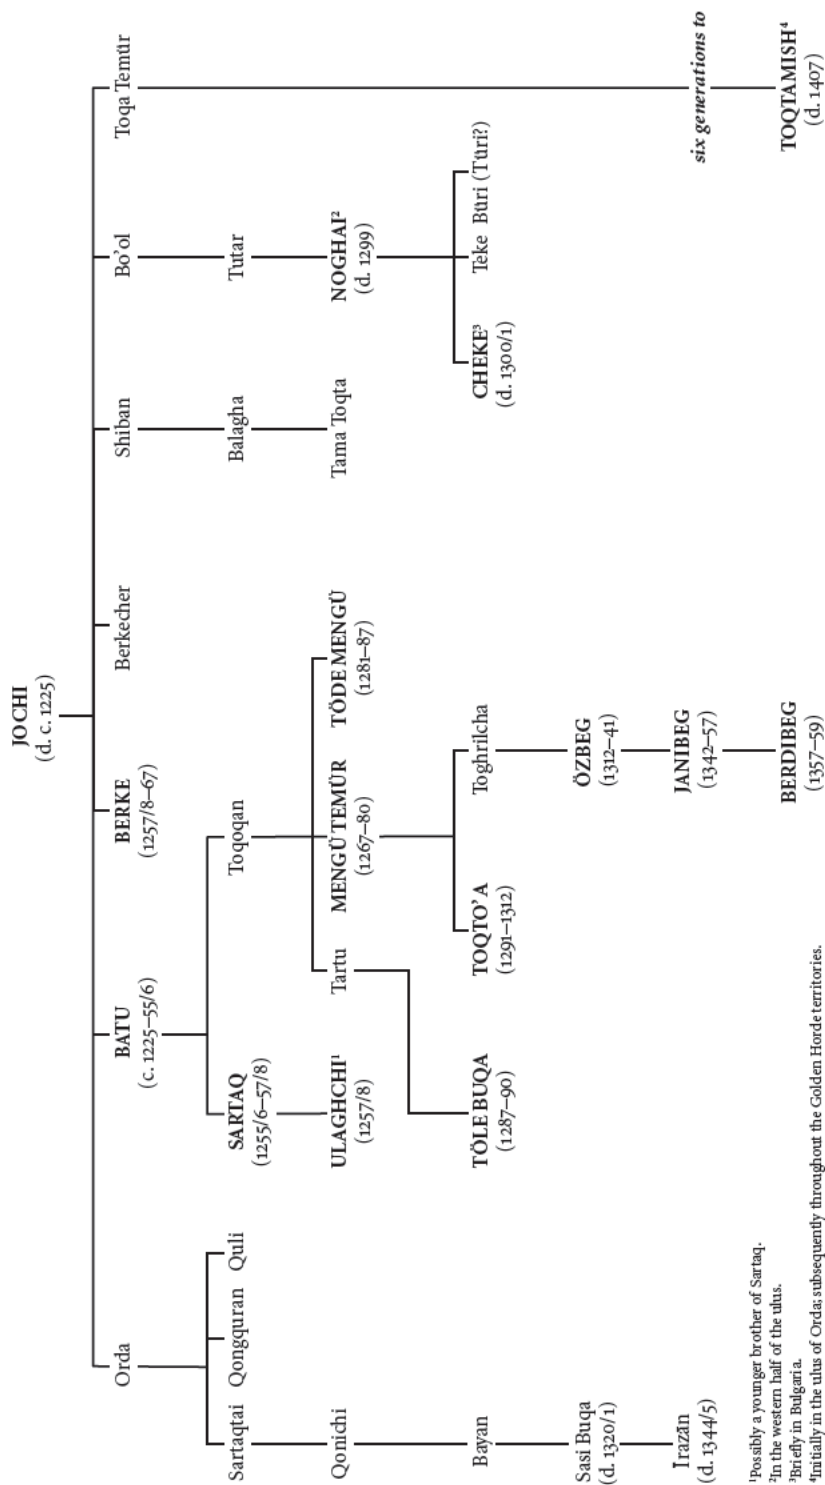 JOCHI
(d. c. 1225)
Orda
BATU
(c. 1225–55/6)
BERKE
(1257/8–67)
Berkecher
Shiban
Bo’ol
Toqa Temür
Sartaqtai
Qongquran
Quli
SARTAQ
(1255/6–57/8)
Toqoqan
Balagha
Tutar
Qonichi
ULAGHCHI¹
(1257/8)
Tartu
MENGÜ TEMÜR
(1267–80)
TÖDE MENGÜ
(1281–87)
Tama Toqta
NOGHAI²
(d. 1299)
Bayan
TÖLE BUQA
(1287–90)
TOQTO’A
(1291–1312)
Toghrilcha
CHEKE³
(d. 1300/1)
Teke
Büri (Türi?)
Sasi Buqa
(d. 1320/1)
ÖZBEG
(1312–41)
Īrazān
(d. 1344/5)
JANIBEG
(1342–57)
six generations to
BERDIBEG
(1357–59)
TOQTAMISH⁴
(d. 1407)
¹Possibly a younger brother of Sartaq.
²In the western half of the ulus.
³Briefly in Bulgaria.
⁴Initially in the ulus of Orda; subsequently throughout the Golden Horde territories.